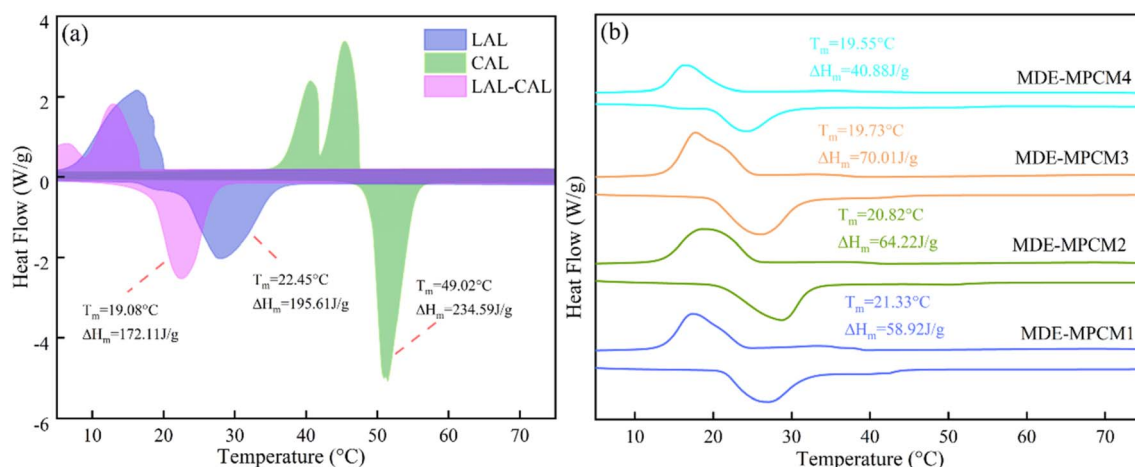 (a)
LAL
CAL
LAL-CAL
4
2
0
-2
-4
-6
Heat Flow (W/g)
Tₘ=19.08°C
ΔHₘ=172.11J/g
Tₘ=22.45°C
ΔHₘ=195.61J/g
Tₘ=49.02°C
ΔHₘ=234.59J/g
10 20 30 40 50 60 70
Temperature (°C)
(b)
Heat Flow (W/g)
Tₘ=19.55°C
ΔHₘ=40.88J/g
MDE-MPCM4
Tₘ=19.73°C
ΔHₘ=70.01J/g
MDE-MPCM3
Tₘ=20.82°C
ΔHₘ=64.22J/g
MDE-MPCM2
Tₘ=21.33°C
ΔHₘ=58.92J/g
MDE-MPCM1
10 20 30 40 50 60 70
Temperature (°C)